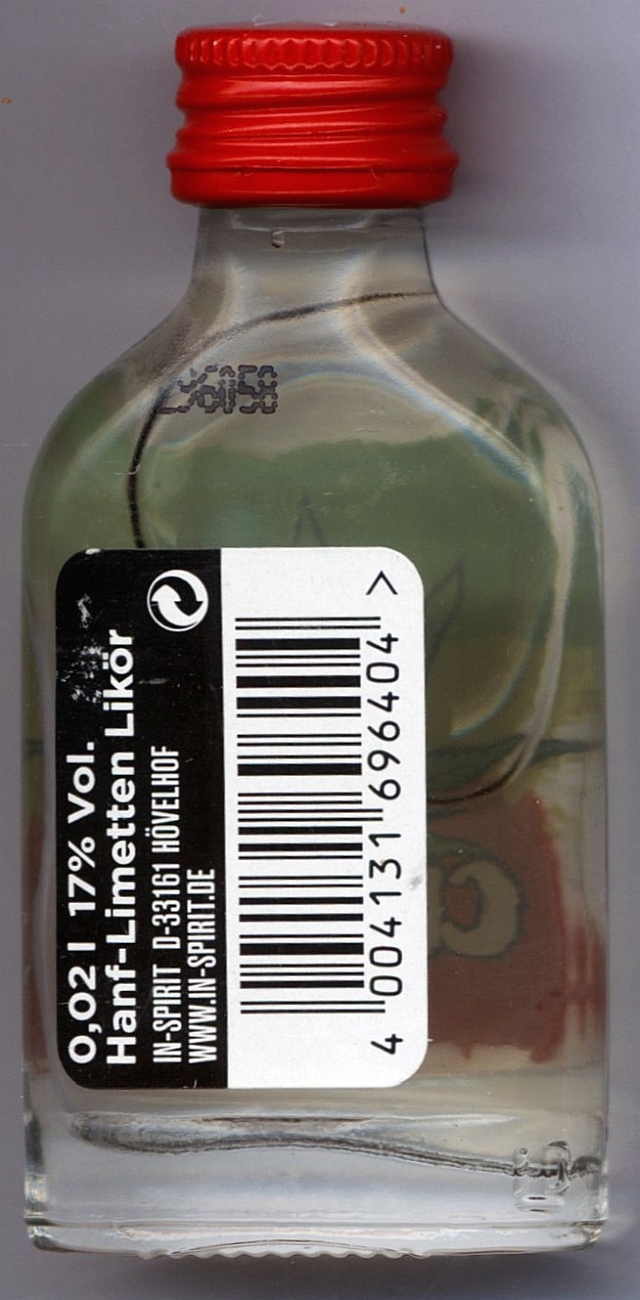 0,02 l 17% Vol.
Hanf-Limetten Likör
IN-SPIRIT D-33161 HÖVELHOF
WWW.IN-SPIRIT.DE
4 004131 696404 >